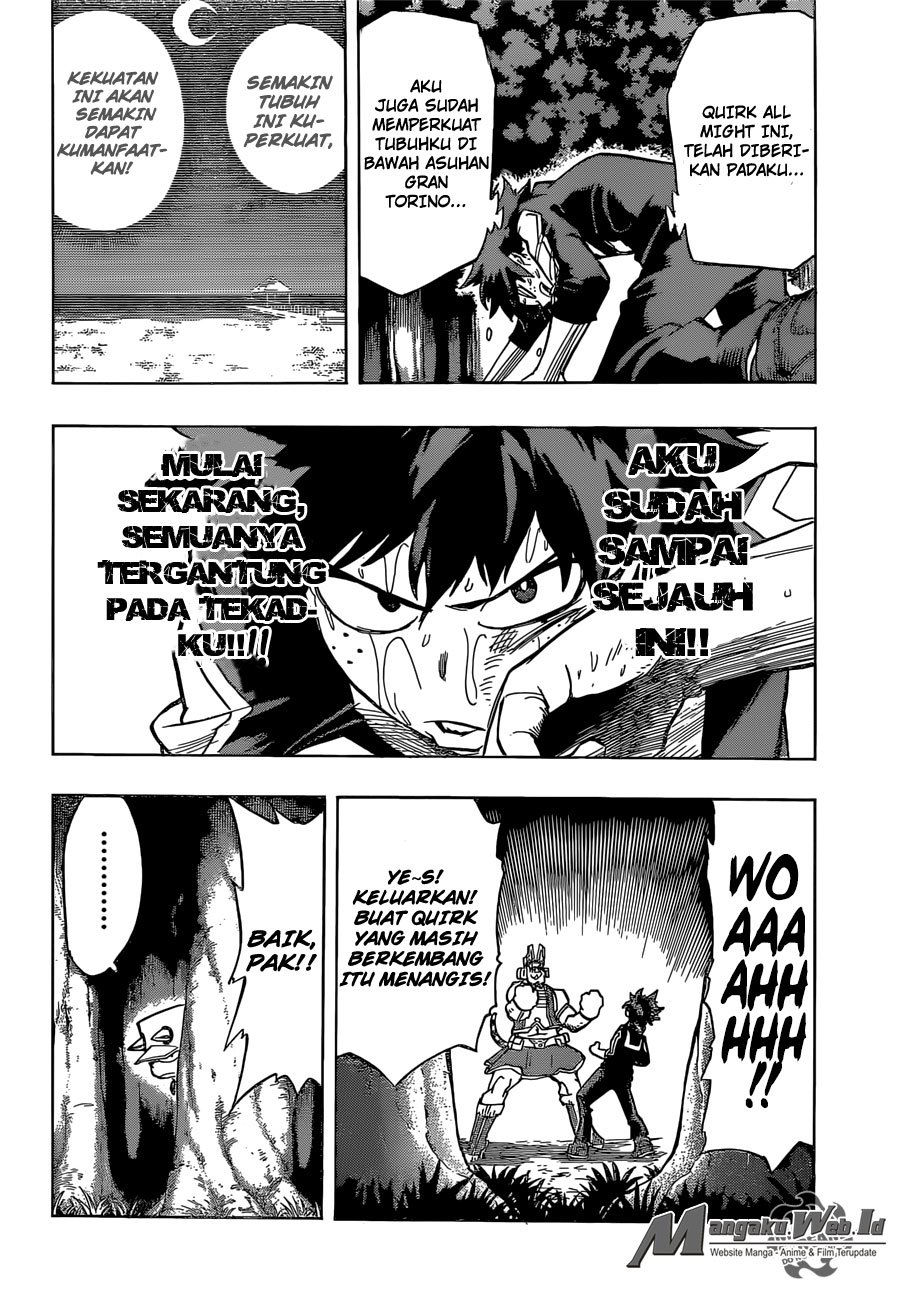 QUIRK ALL
MIGHT INI,
TELAH DIBERI-
KAN PADAKU...
AKU
JUGA SUDAH
MEMPERKUAT
TUBUHKU DI
BAWAH ASUHAN
GRAN
TORINO...
SEMAKIN
TUBUH
INI KU-
PERKUAT,
KEKUATAN
INI AKAN
SEMAKIN
DAPAT
KUMANFAAT-
KAN!
AKU
SUDAH
SAMPAI
SEJAUH
INI!!
MULAI
SEKARANG,
SEMUANYA
TERGANTUNG
PADA TEKAD-
KU!!
WO
AAA
AHH
HHH
!!
YE~S!
KELUARKAN!
BUAT QUIRK
YANG MASIH
BERKEMBANG
ITU MENANGIS!
BAIK,
PAK!!
..........
Mangaku.Web.Id
Website Manga - Anime & Film Terupdate